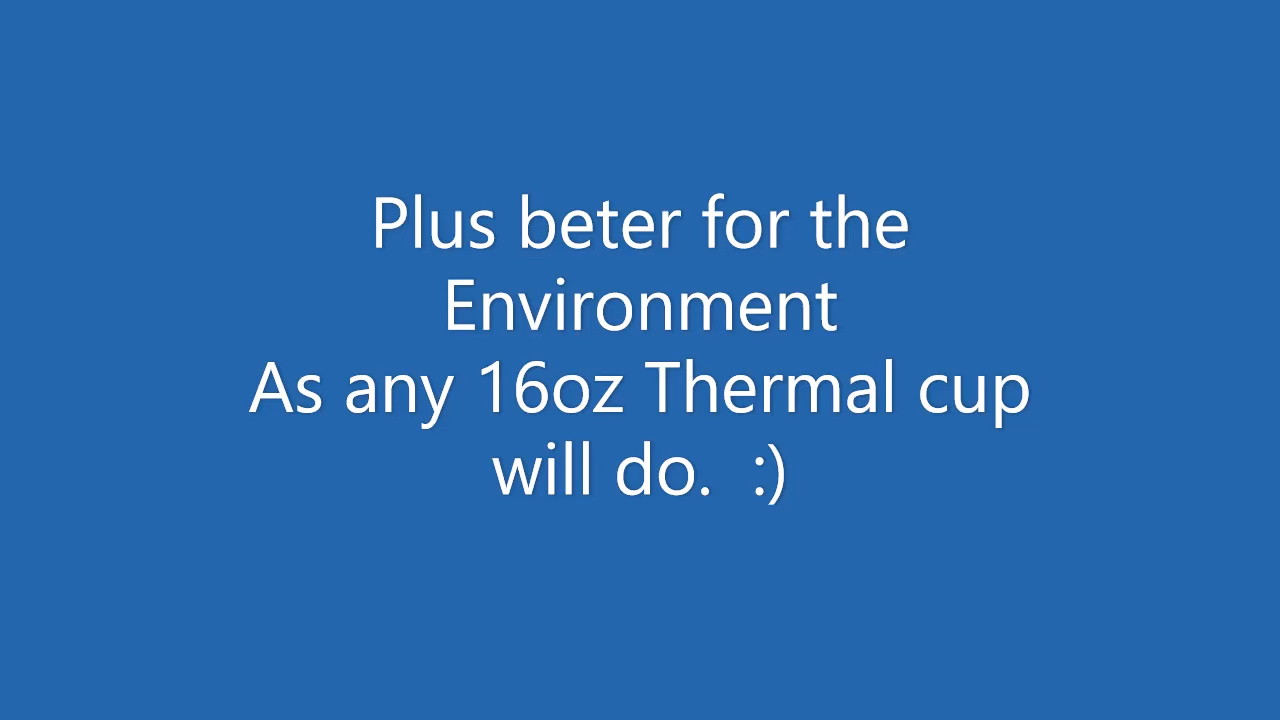 Plus beter for the
Environment
As any 16oz Thermal cup
will do.  :)